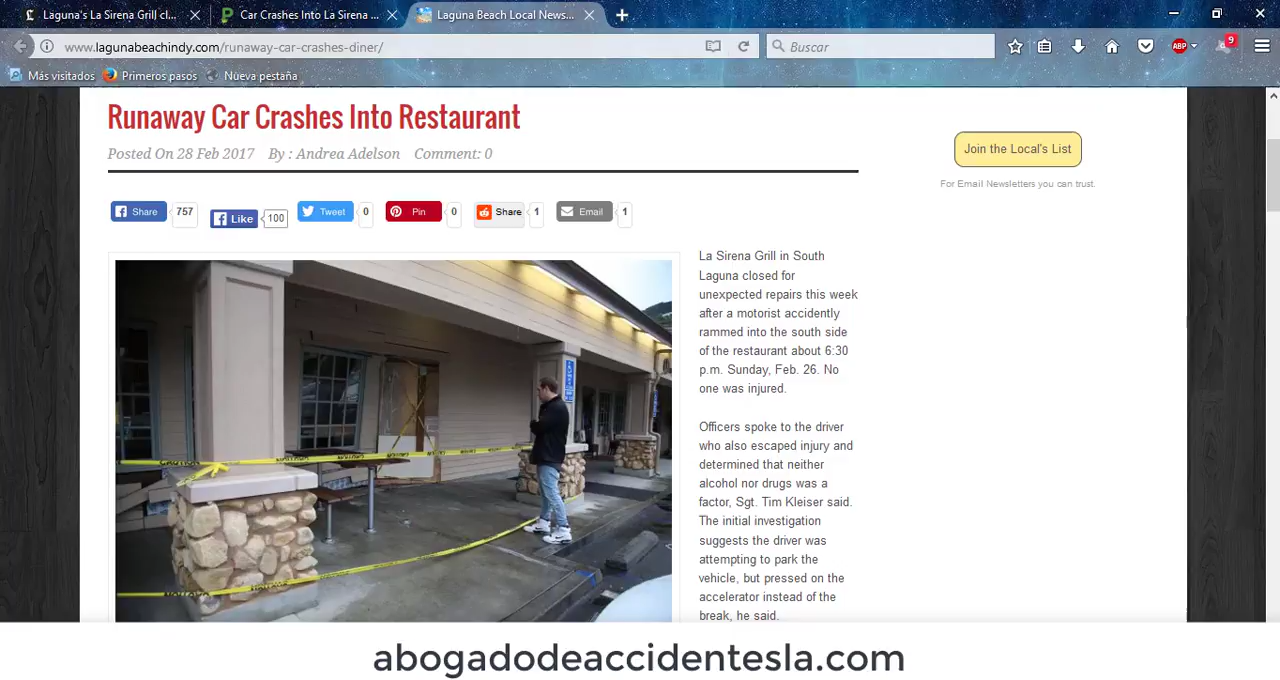 Laguna's La Sirena Grill cl...
Car Crashes Into La Sirena ...
Laguna Beach Local News...
www.lagunabeachindy.com/runaway-car-crashes-diner/
Buscar
ABP
9
Más visitados
Primeros pasos
Nueva pestaña
Runaway Car Crashes Into Restaurant
Posted On 28 Feb 2017 By : Andrea Adelson Comment: 0
Join the Local's List
For Email Newsletters you can trust.
Share 757
Like 100
Tweet 0
Pin 0
Share 1
Email 1
La Sirena Grill in South
Laguna closed for
unexpected repairs this week
after a motorist accidently
rammed into the south side
of the restaurant about 6:30
p.m. Sunday, Feb. 26. No
one was injured.
Officers spoke to the driver
who also escaped injury and
determined that neither
alcohol nor drugs was a
factor, Sgt. Tim Kleiser said.
The initial investigation
suggests the driver was
attempting to park the
vehicle, but pressed on the
accelerator instead of the
break, he said.
abogadodeaccidentesla.com